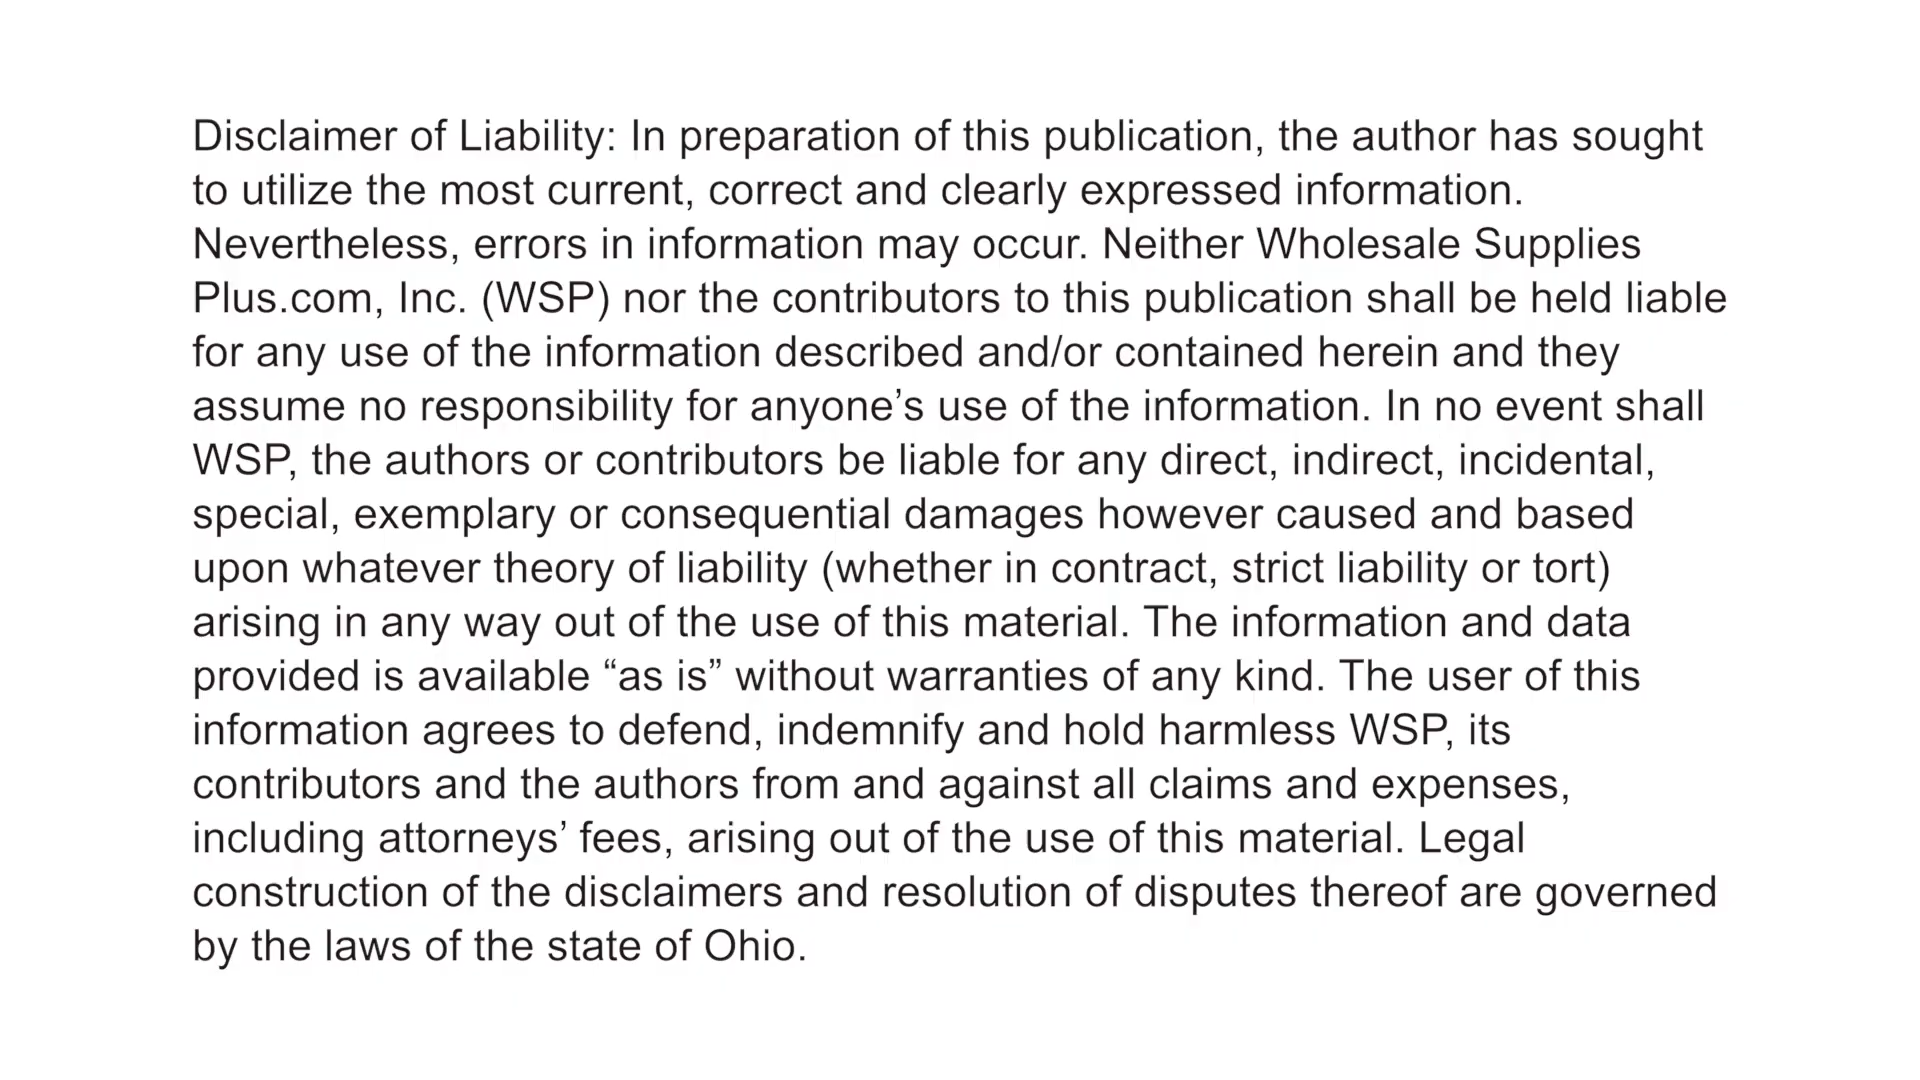 Disclaimer of Liability: In preparation of this publication, the author has sought
to utilize the most current, correct and clearly expressed information.
Nevertheless, errors in information may occur. Neither Wholesale Supplies
Plus.com, Inc. (WSP) nor the contributors to this publication shall be held liable
for any use of the information described and/or contained herein and they
assume no responsibility for anyone’s use of the information. In no event shall
WSP, the authors or contributors be liable for any direct, indirect, incidental,
special, exemplary or consequential damages however caused and based
upon whatever theory of liability (whether in contract, strict liability or tort)
arising in any way out of the use of this material. The information and data
provided is available “as is” without warranties of any kind. The user of this
information agrees to defend, indemnify and hold harmless WSP, its
contributors and the authors from and against all claims and expenses,
including attorneys’ fees, arising out of the use of this material. Legal
construction of the disclaimers and resolution of disputes thereof are governed
by the laws of the state of Ohio.